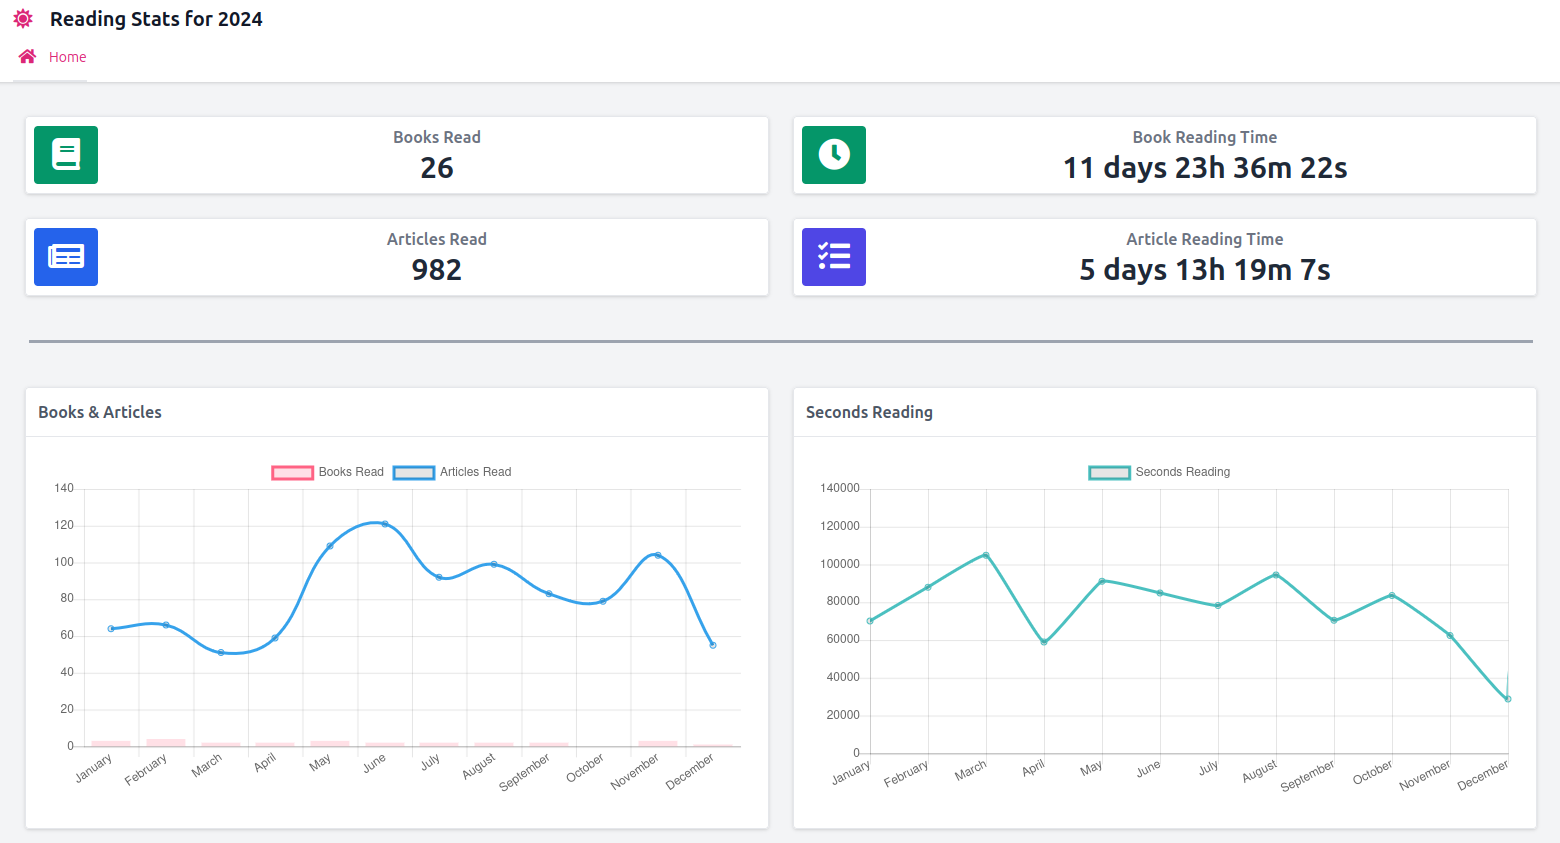 Reading Stats for 2024
Home
Books Read
26
Book Reading Time
11 days 23h 36m 22s
Articles Read
982
Article Reading Time
5 days 13h 19m 7s
Books & Articles
Books Read Articles Read
140
120
100
80
60
40
20
0
January February March April May June July August September October November December
Seconds Reading
Seconds Reading
140000
120000
100000
80000
60000
40000
20000
0
January February March April May June July August September October November December